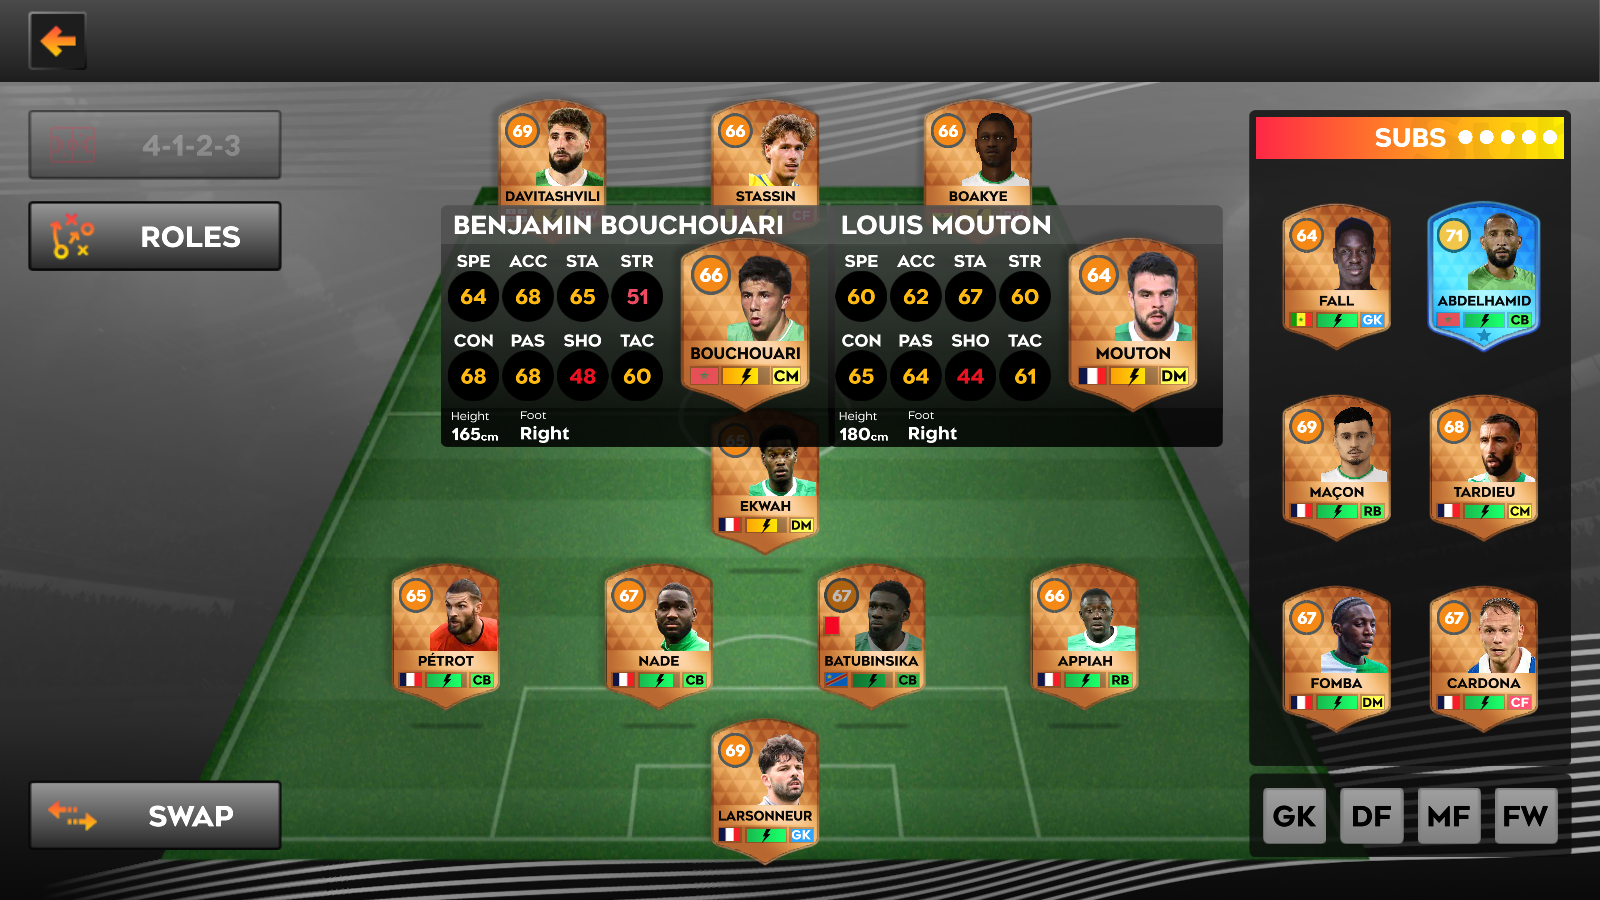 4-1-2-3
ROLES
SWAP
69
DAVITASHVILI
66
STASSIN
CF
66
BOAKYE
BENJAMIN BOUCHOUARI
SPE ACC STA STR
64 68 65 51
CON PAS SHO TAC
68 68 48 60
Height Foot
165cm Right
66
BOUCHOUARI
CM
LOUIS MOUTON
SPE ACC STA STR
60 62 67 60
CON PAS SHO TAC
65 64 44 61
Height Foot
180cm Right
64
MOUTON
DM
65
EKWAH
DM
65
PÉTROT
CB
67
NADE
CB
67
BATUBINSIKA
CB
66
APPIAH
RB
69
LARSONNEUR
GK
SUBS
64
FALL
GK
71
ABDELHAMID
CB
69
MAÇON
RB
68
TARDIEU
CM
67
FOMBA
DM
67
CARDONA
CF
GK DF MF FW